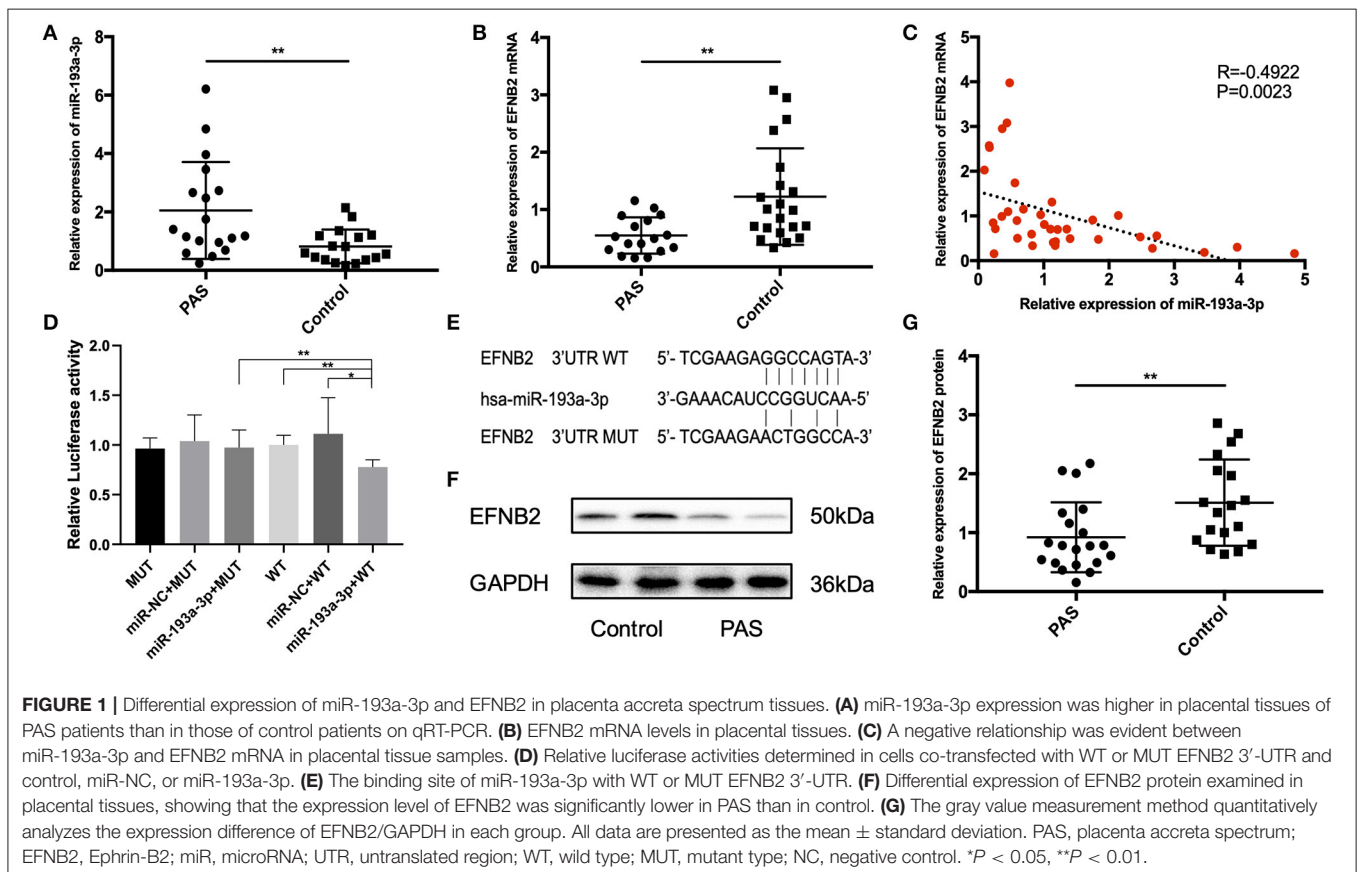 A
Relative expression of miR-193a-3p
8
6
4
2
0
**
PAS
Control
B
Relative expression of EFNB2 mRNA
4
3
2
1
0
**
PAS
Control
C
Relative expression of EFNB2 mRNA
5
4
3
2
1
0
R=-0.4922
P=0.0023
0 1 2 3 4 5
Relative expression of miR-193a-3p
D
Relative Luciferase activity
2.0
1.5
1.0
0.5
0.0
**
**
*
MUT
miR-NC+MUT
miR-193a-3p+MUT
WT
miR-NC+WT
miR-193a-3p+WT
E
EFNB2 3'UTR WT 5'- TCGAAGAGGCCAGTA-3'
hsa-miR-193a-3p 3'-GAAACAUCCGGUCAA-5'
EFNB2 3'UTR MUT 5'- TCGAAGAACTGGCCA-3'
F
EFNB2 50kDa
GAPDH 36kDa
Control PAS
G
Relative expression of EFNB2 protein
4
3
2
1
0
**
PAS
Control
FIGURE 1 | Differential expression of miR-193a-3p and EFNB2 in placenta accreta spectrum tissues. (A) miR-193a-3p expression was higher in placental tissues of
PAS patients than in those of control patients on qRT-PCR. (B) EFNB2 mRNA levels in placental tissues. (C) A negative relationship was evident between
miR-193a-3p and EFNB2 mRNA in placental tissue samples. (D) Relative luciferase activities determined in cells co-transfected with WT or MUT EFNB2 3′-UTR and
control, miR-NC, or miR-193a-3p. (E) The binding site of miR-193a-3p with WT or MUT EFNB2 3′-UTR. (F) Differential expression of EFNB2 protein examined in
placental tissues, showing that the expression level of EFNB2 was significantly lower in PAS than in control. (G) The gray value measurement method quantitatively
analyzes the expression difference of EFNB2/GAPDH in each group. All data are presented as the mean ± standard deviation. PAS, placenta accreta spectrum;
EFNB2, Ephrin-B2; miR, microRNA; UTR, untranslated region; WT, wild type; MUT, mutant type; NC, negative control. *P < 0.05, **P < 0.01.